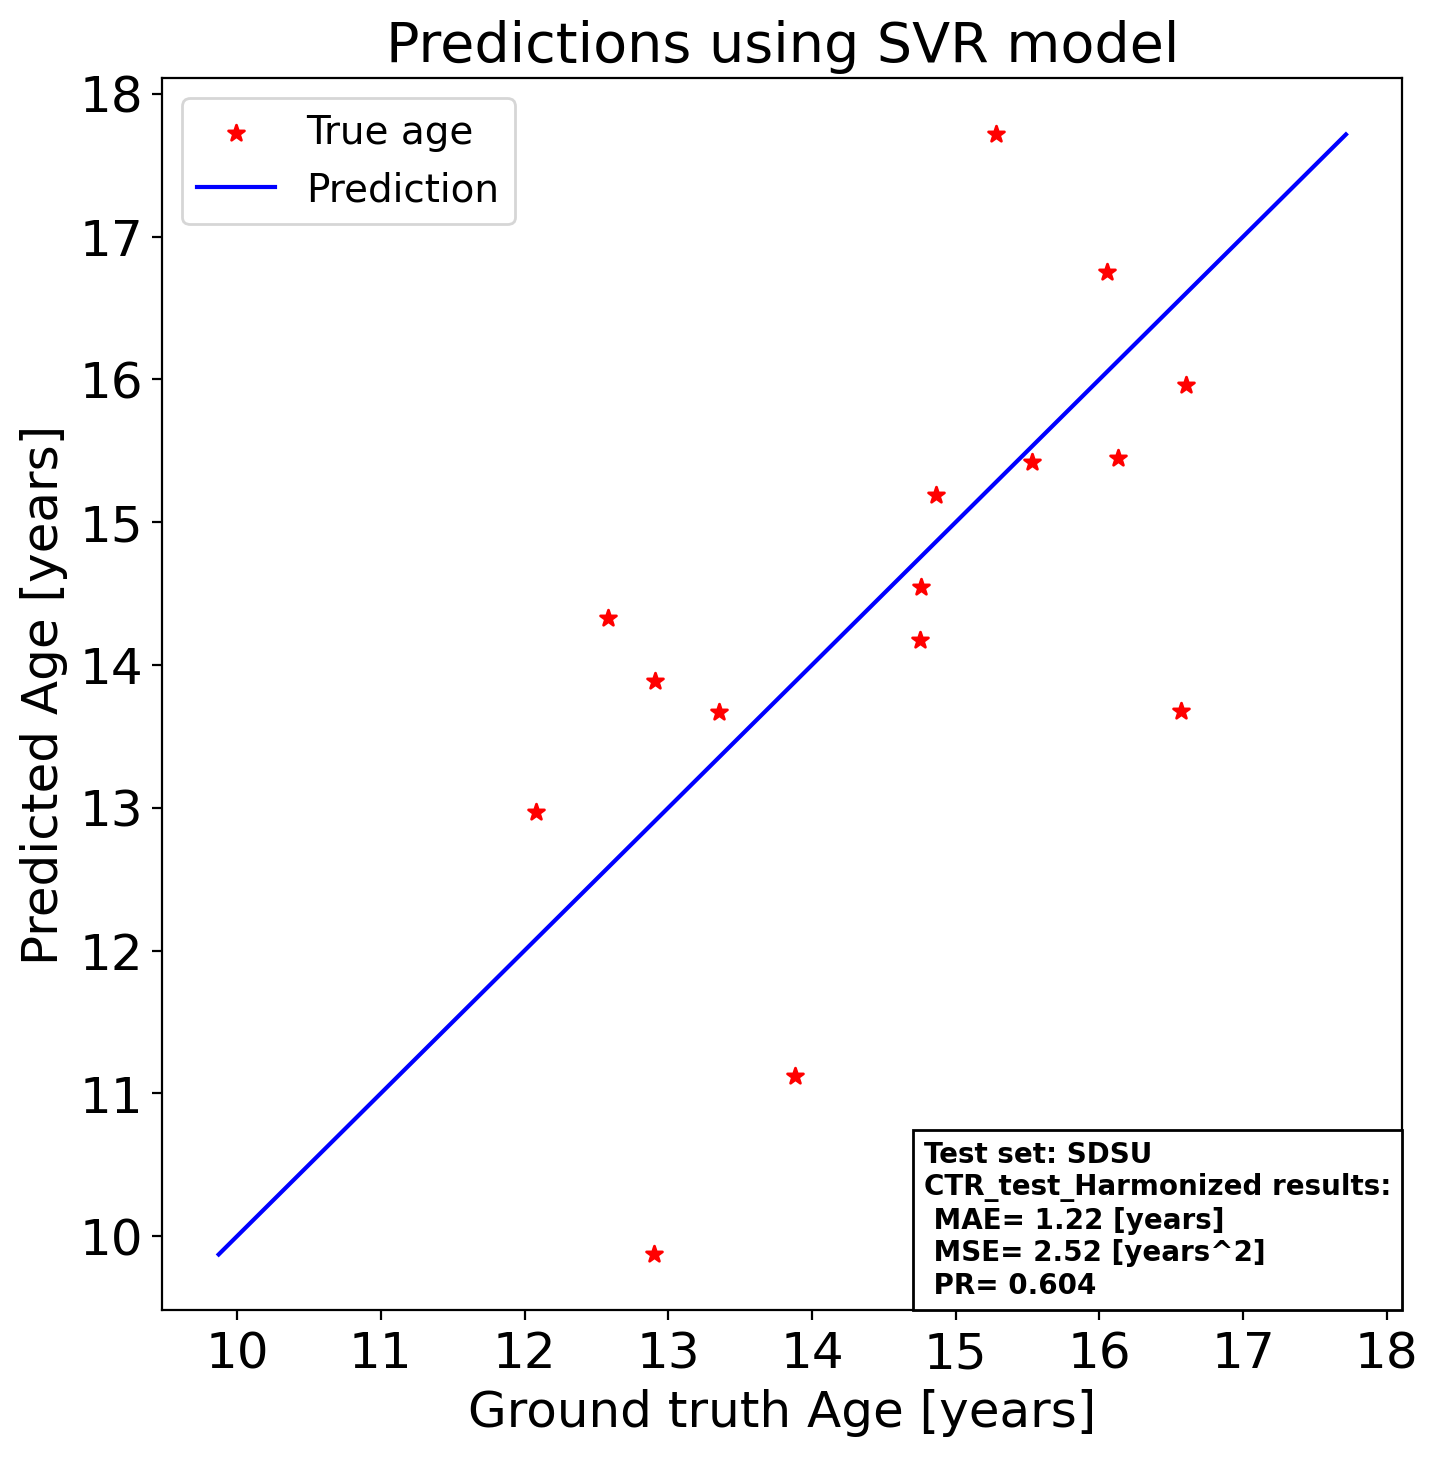 Predictions using SVR model
True age
Prediction
18
17
16
15
14
13
12
11
10
Predicted Age [years]
Test set: SDSU
CTR_test_Harmonized results:
MAE= 1.22 [years]
MSE= 2.52 [years^2]
PR= 0.604
10 11 12 13 14 15 16 17 18
Ground truth Age [years]